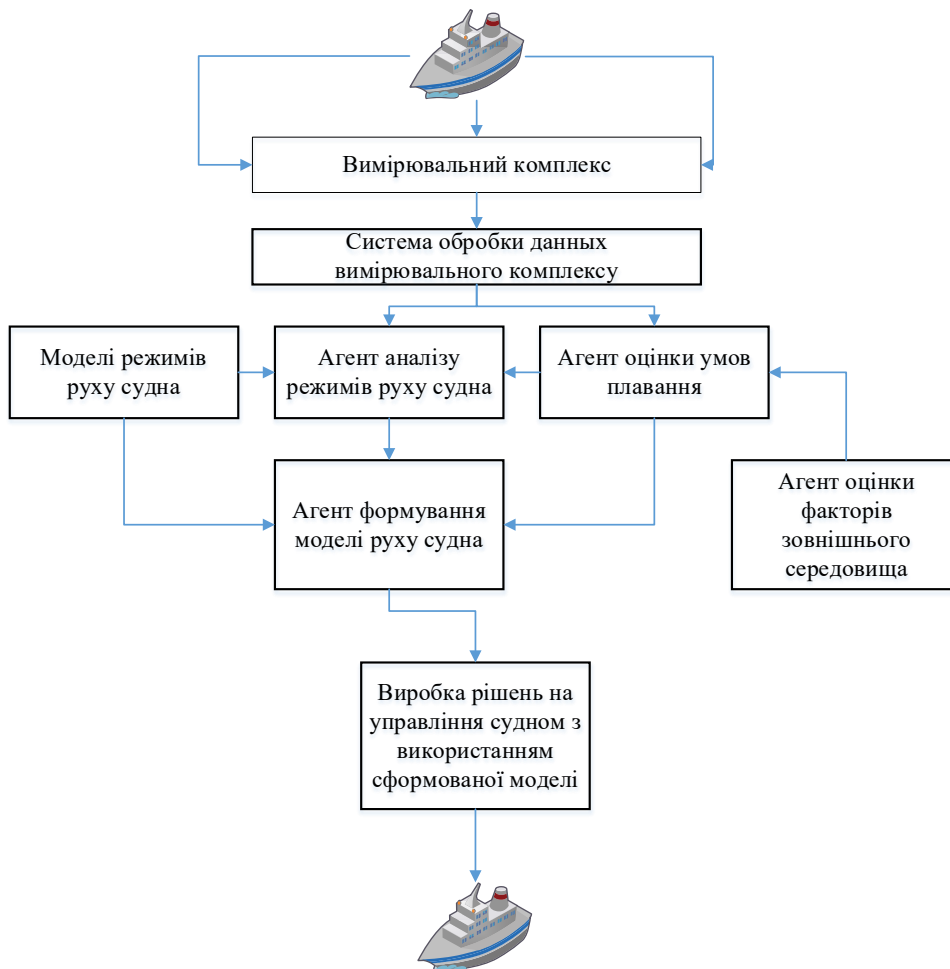 Вимірювальний комплекс
Система обробки данних
вимірювального комплексу
Моделі режимів
руху судна
Агент аналізу
режимів руху судна
Агент оцінки умов
плавання
Агент формування
моделі руху судна
Агент оцінки
факторів
зовнішнього
середовища
Виробка рішень на
управління судном з
використанням
сформованої моделі